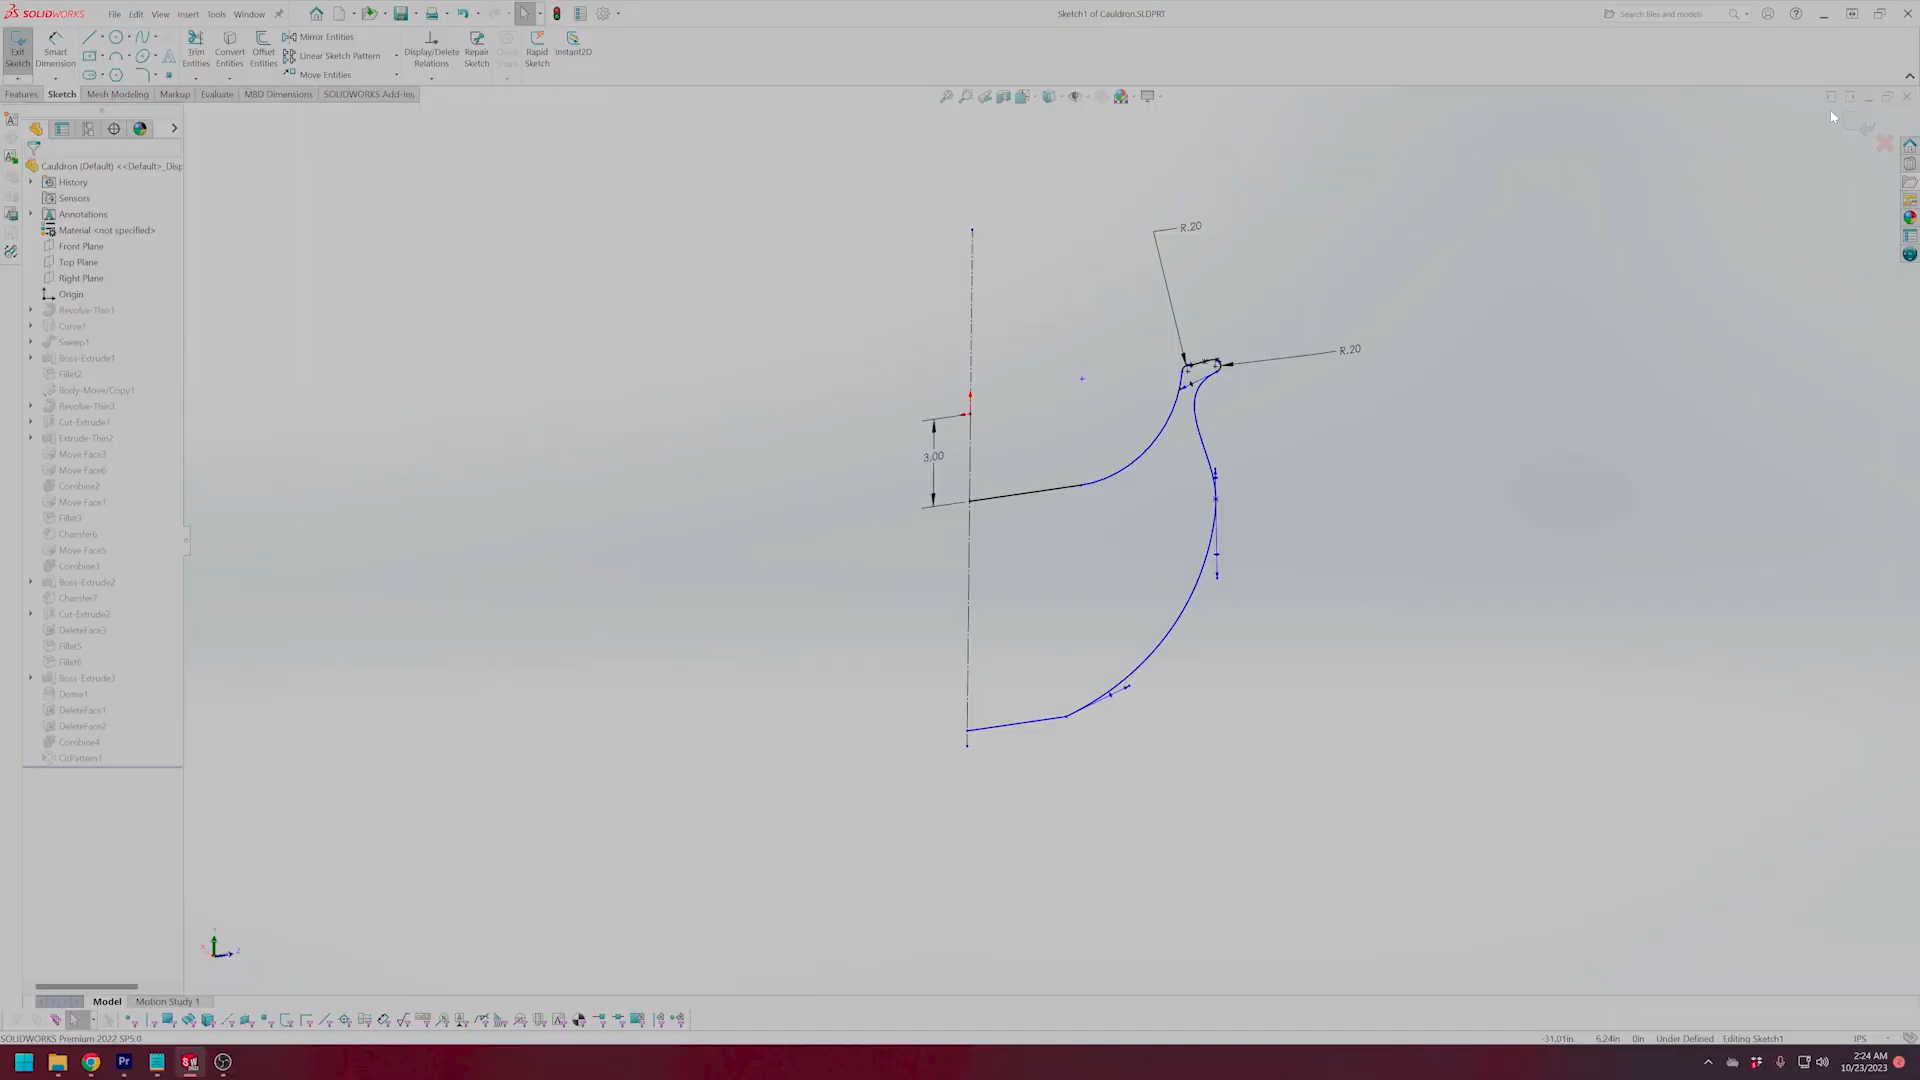 SOLIDWORKS
File
Edit
View
Insert
Tools
Window
Sketch1 of Cauldron.SLDPRT
Search files and models
Exit Sketch
Smart Dimension
Trim Entities
Convert Entities
Offset Entities
Mirror Entities
Linear Sketch Pattern
Move Entities
Display/Delete Relations
Repair Sketch
Quick Snaps
Rapid Sketch
Instant2D
Features
Sketch
Mesh Modeling
Markup
Evaluate
MBD Dimensions
SOLIDWORKS Add-Ins
Cauldron (Default) <<Default>_Disp
History
Sensors
Annotations
Material <not specified>
Front Plane
Top Plane
Right Plane
Origin
Revolve-Thin1
Curve1
Sweep1
Boss-Extrude1
Fillet2
Body-Move/Copy1
Revolve-Thin3
Cut-Extrude1
Extrude-Thin2
Move Face3
Move Face6
Combine2
Move Face1
Fillet3
Chamfer6
Move Face5
Combine3
Boss-Extrude2
Chamfer7
Cut-Extrude2
DeleteFace3
Fillet5
Fillet6
Boss-Extrude3
Dome1
DeleteFace1
DeleteFace2
Combine4
CirPattern1
R.20
R.20
3.00
Model
Motion Study 1
SOLIDWORKS Premium 2022 SP5.0
-31.01in
6.24in
0in
Under Defined
Editing Sketch1
IPS
Pr
SW
2:24 AM
10/23/2023
2